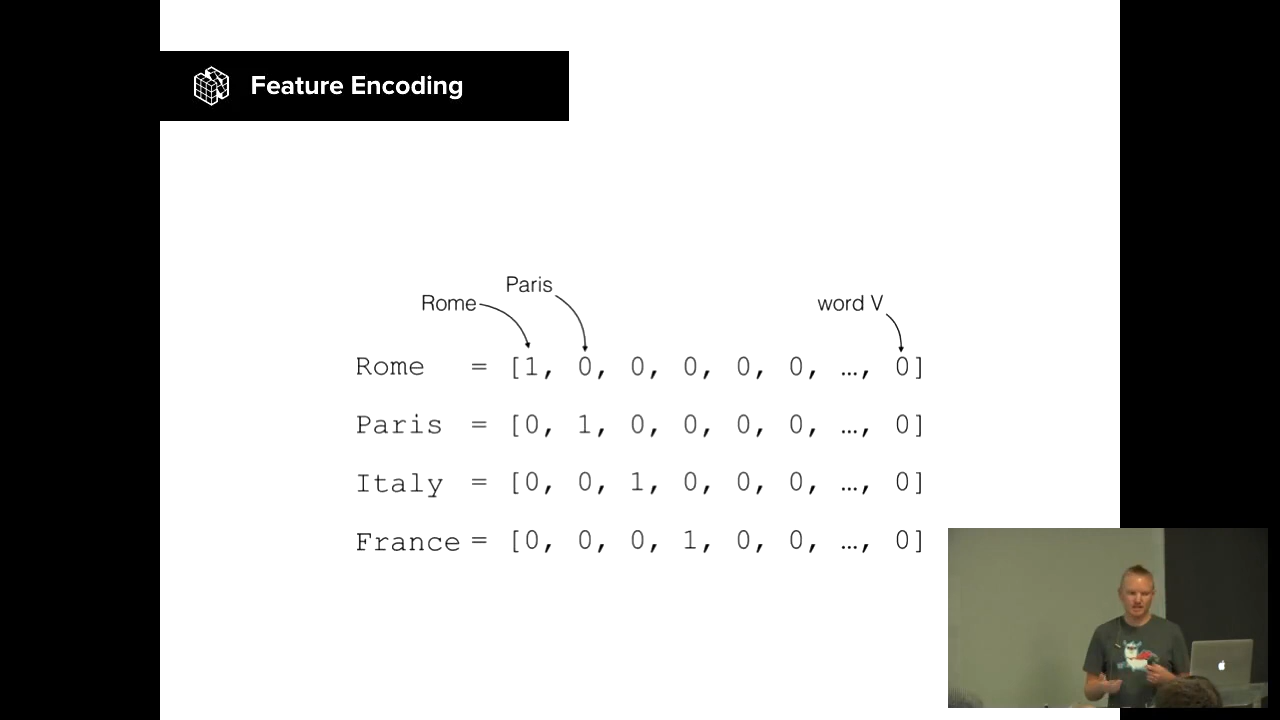 Feature Encoding
Paris
Rome
word V
Rome = [1, 0, 0, 0, 0, 0, …, 0]
Paris = [0, 1, 0, 0, 0, 0, …, 0]
Italy = [0, 0, 1, 0, 0, 0, …, 0]
France = [0, 0, 0, 1, 0, 0, …, 0]